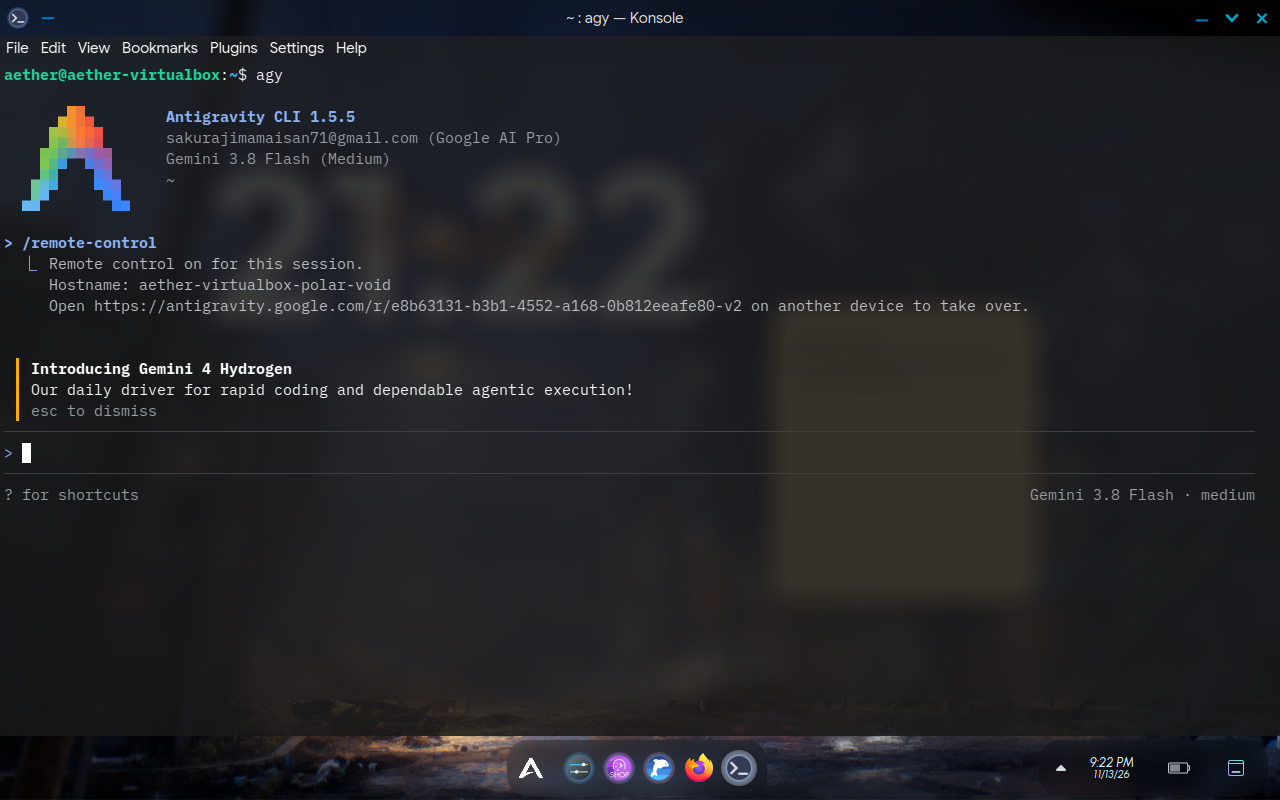 ~ : agy — Konsole
File Edit View Bookmarks Plugins Settings Help
aether@aether-virtualbox:~$ agy
Antigravity CLI 1.5.5
sakurajimamaisan71@gmail.com (Google AI Pro)
Gemini 3.8 Flash (Medium)
~
21:22
> /remote-control
Remote control on for this session.
Hostname: aether-virtualbox-polar-void
Open https://antigravity.google.com/r/e8b63131-b3b1-4552-a168-0b812eeafe80-v2 on another device to take over.
Introducing Gemini 4 Hydrogen
Our daily driver for rapid coding and dependable agentic execution!
esc to dismiss
>
? for shortcuts
Gemini 3.8 Flash · medium
SHOP
9:22 PM
11/13/26